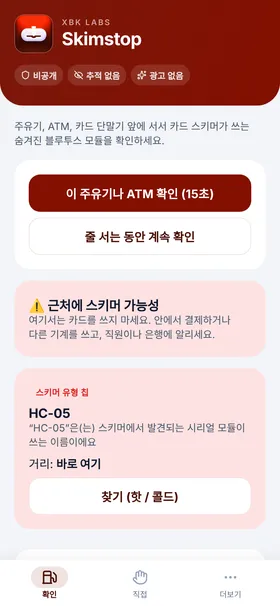 XBK LABS
Skimstop
비공개
추적 없음
광고 없음
주유기, ATM, 카드 단말기 앞에 서서 카드 스키머가 쓰는
숨겨진 블루투스 모듈을 확인하세요.
이 주유기나 ATM 확인 (15초)
줄 서는 동안 계속 확인
⚠️ 근처에 스키머 가능성
여기서는 카드를 쓰지 마세요. 안에서 결제하거나
다른 기계를 쓰고, 직원이나 은행에 알리세요.
스키머 유형 칩
HC-05
“HC-05”은(는) 스키머에서 발견되는 시리얼 모듈이
쓰는 이름이에요
거리: 바로 여기
찾기 (핫 / 콜드)
확인
직접
더보기